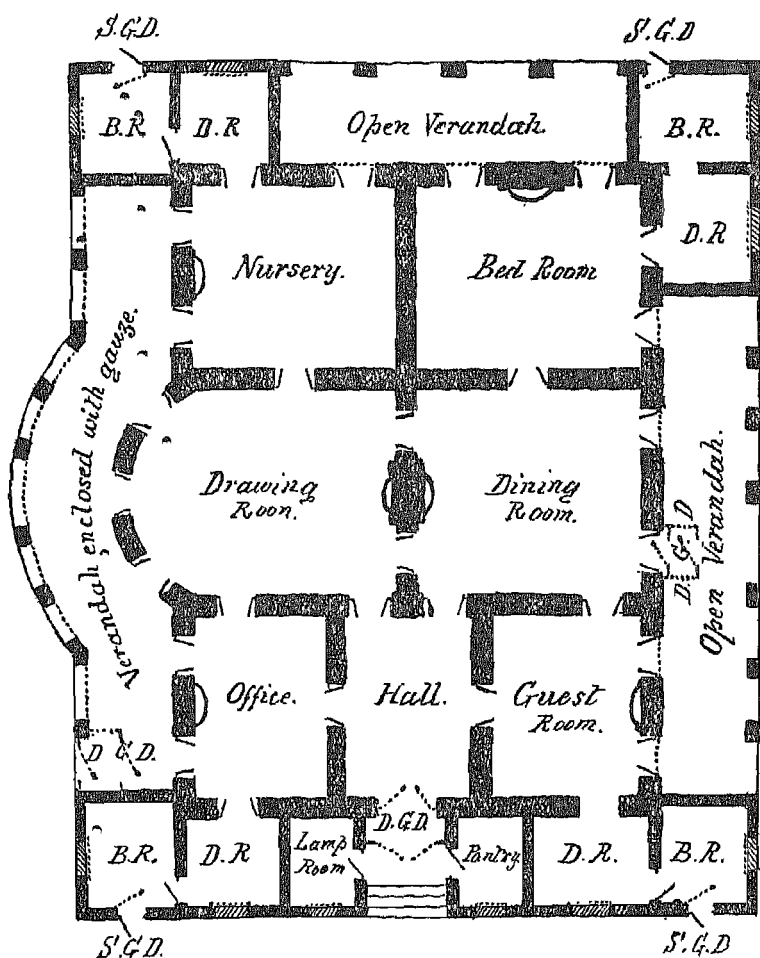 S.G.D.
S.G.D
B.R.
D.R
Open Verandah.
B.R.
D.R
Nursery.
Bed Room
Verandah, enclosed with gauze.
Drawing
Room.
Dining
Room.
D
G.
D.
Open Verandah.
Office.
Hall.
Guest
Room.
D G.D.
D.G.D.
B.R.
D.R
Lamp
Room
Pantry
D.R.
B.R.
S.G.D.
S.G.D